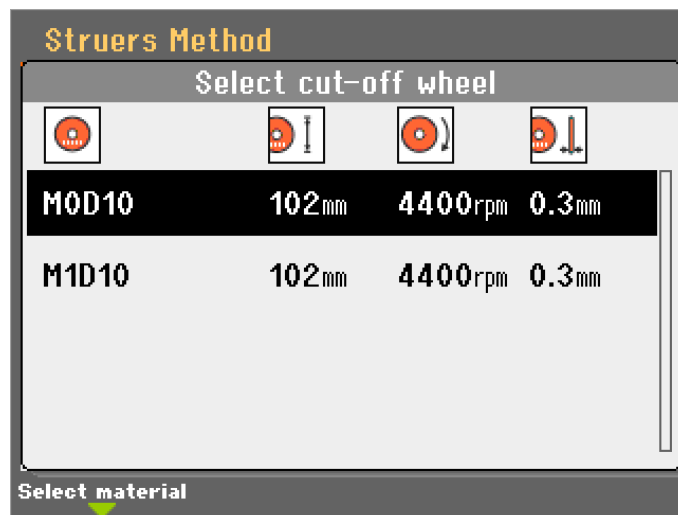 Struers Method
Select cut-off wheel
M0D10 102mm 4400rpm 0.3mm
M1D10 102mm 4400rpm 0.3mm
Select material